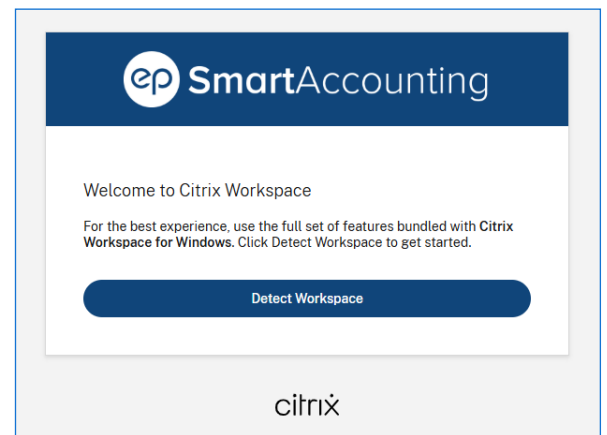 ep SmartAccounting
Welcome to Citrix Workspace
For the best experience, use the full set of features bundled with Citrix
Workspace for Windows. Click Detect Workspace to get started.
Detect Workspace
citrix